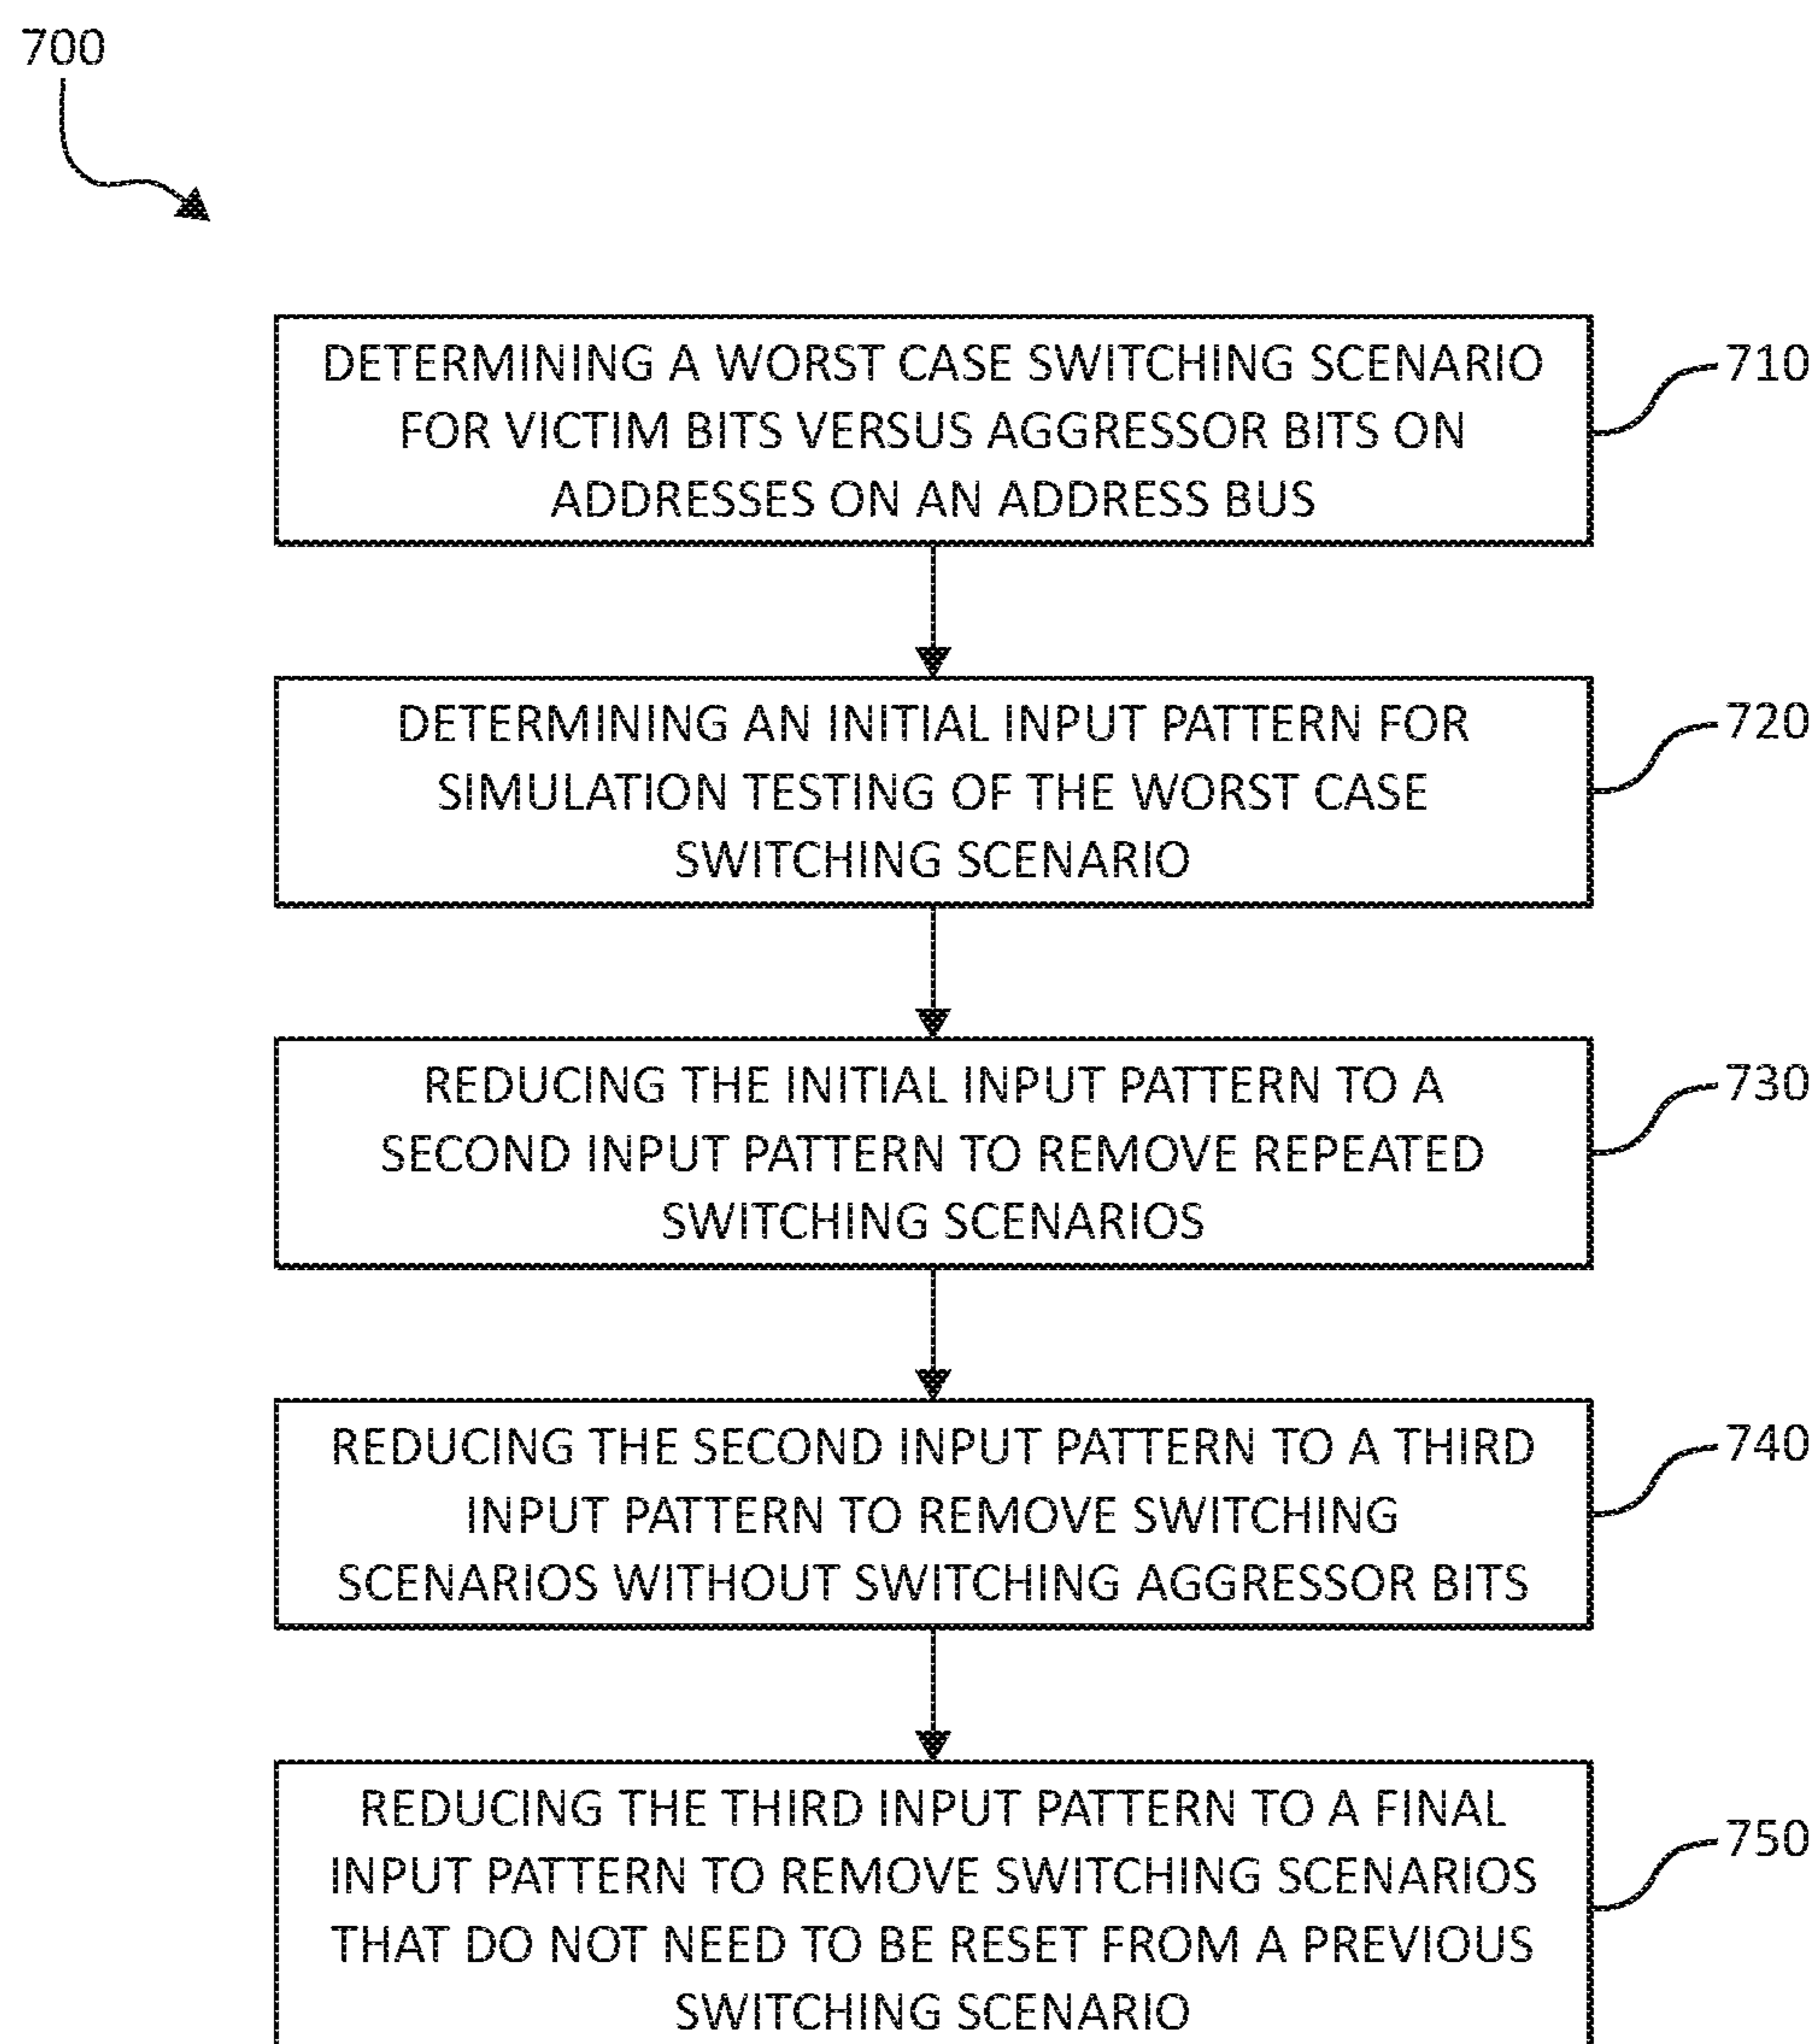 700
DETERMINING A WORST CASE SWITCHING SCENARIO
FOR VICTIM BITS VERSUS AGGRESSOR BITS ON
ADDRESSES ON AN ADDRESS BUS
710
DETERMINING AN INITIAL INPUT PATTERN FOR
SIMULATION TESTING OF THE WORST CASE
SWITCHING SCENARIO
720
REDUCING THE INITIAL INPUT PATTERN TO A
SECOND INPUT PATTERN TO REMOVE REPEATED
SWITCHING SCENARIOS
730
REDUCING THE SECOND INPUT PATTERN TO A THIRD
INPUT PATTERN TO REMOVE SWITCHING
SCENARIOS WITHOUT SWITCHING AGGRESSOR BITS
740
REDUCING THE THIRD INPUT PATTERN TO A FINAL
INPUT PATTERN TO REMOVE SWITCHING SCENARIOS
THAT DO NOT NEED TO BE RESET FROM A PREVIOUS
SWITCHING SCENARIO
750